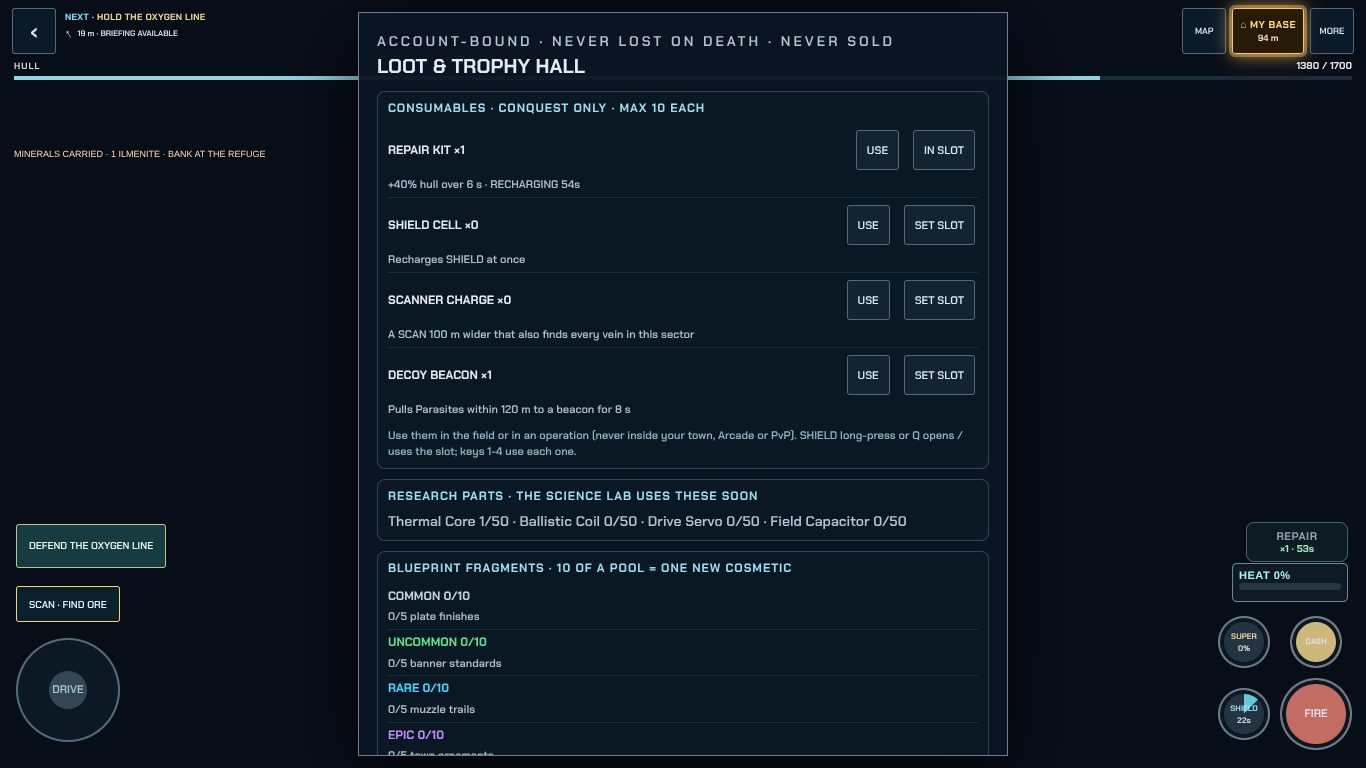 ‹
NEXT · HOLD THE OXYGEN LINE
19 m · BRIEFING AVAILABLE
MAP
⌂ MY BASE
94 m
MORE
HULL
1380 / 1700
MINERALS CARRIED · 1 ILMENITE · BANK AT THE REFUGE
ACCOUNT-BOUND · NEVER LOST ON DEATH · NEVER SOLD
LOOT & TROPHY HALL
CONSUMABLES · CONQUEST ONLY · MAX 10 EACH
REPAIR KIT ×1
USE
IN SLOT
+40% hull over 6 s · RECHARGING 54s
SHIELD CELL ×0
USE
SET SLOT
Recharges SHIELD at once
SCANNER CHARGE ×0
USE
SET SLOT
A SCAN 100 m wider that also finds every vein in this sector
DECOY BEACON ×1
USE
SET SLOT
Pulls Parasites within 120 m to a beacon for 8 s
Use them in the field or in an operation (never inside your town, Arcade or PvP). SHIELD long-press or Q opens /
uses the slot; keys 1-4 use each one.
RESEARCH PARTS · THE SCIENCE LAB USES THESE SOON
Thermal Core 1/50 · Ballistic Coil 0/50 · Drive Servo 0/50 · Field Capacitor 0/50
BLUEPRINT FRAGMENTS · 10 OF A POOL = ONE NEW COSMETIC
COMMON 0/10
0/5 plate finishes
UNCOMMON 0/10
0/5 banner standards
RARE 0/10
0/5 muzzle trails
EPIC 0/10
0/5 town ornaments
DEFEND THE OXYGEN LINE
SCAN · FIND ORE
DRIVE
REPAIR
×1 · 53s
HEAT 0%
SUPER
0%
DASH
SHIELD
22s
FIRE